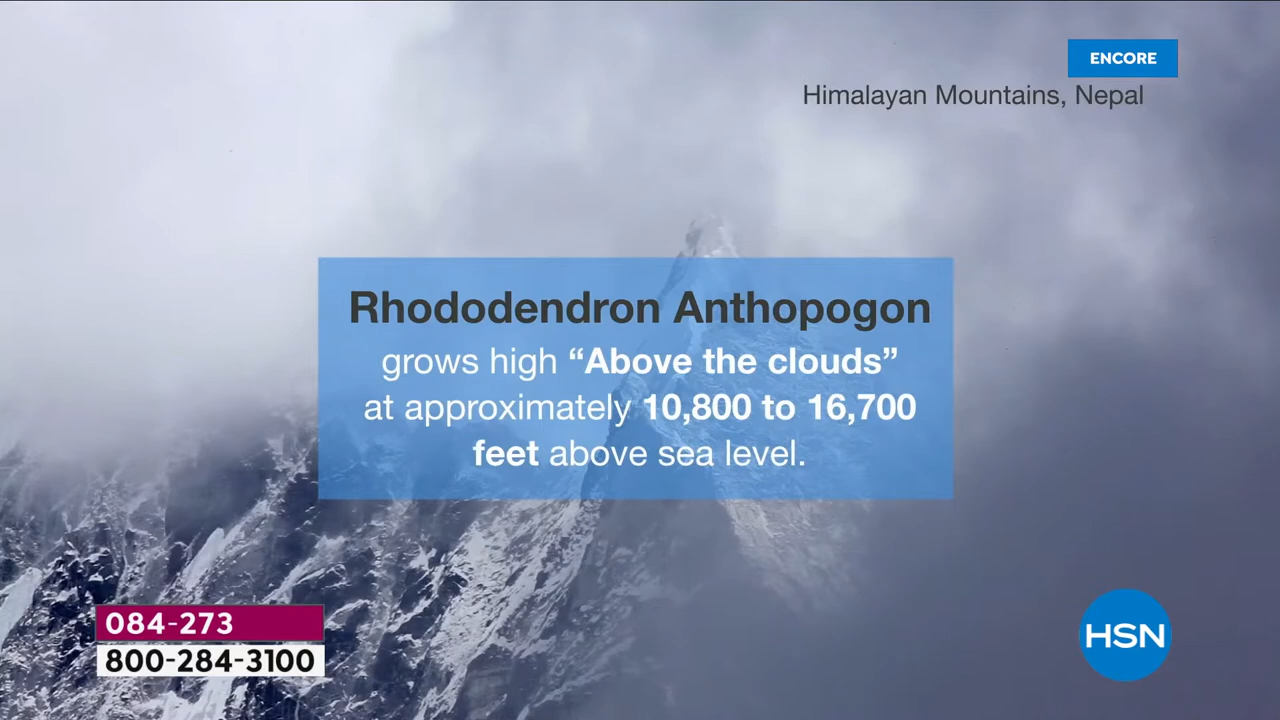 ENCORE
Himalayan Mountains, Nepal
Rhododendron Anthopogon
grows high “Above the clouds”
at approximately 10,800 to 16,700
feet above sea level.
084-273
800-284-3100
HSN